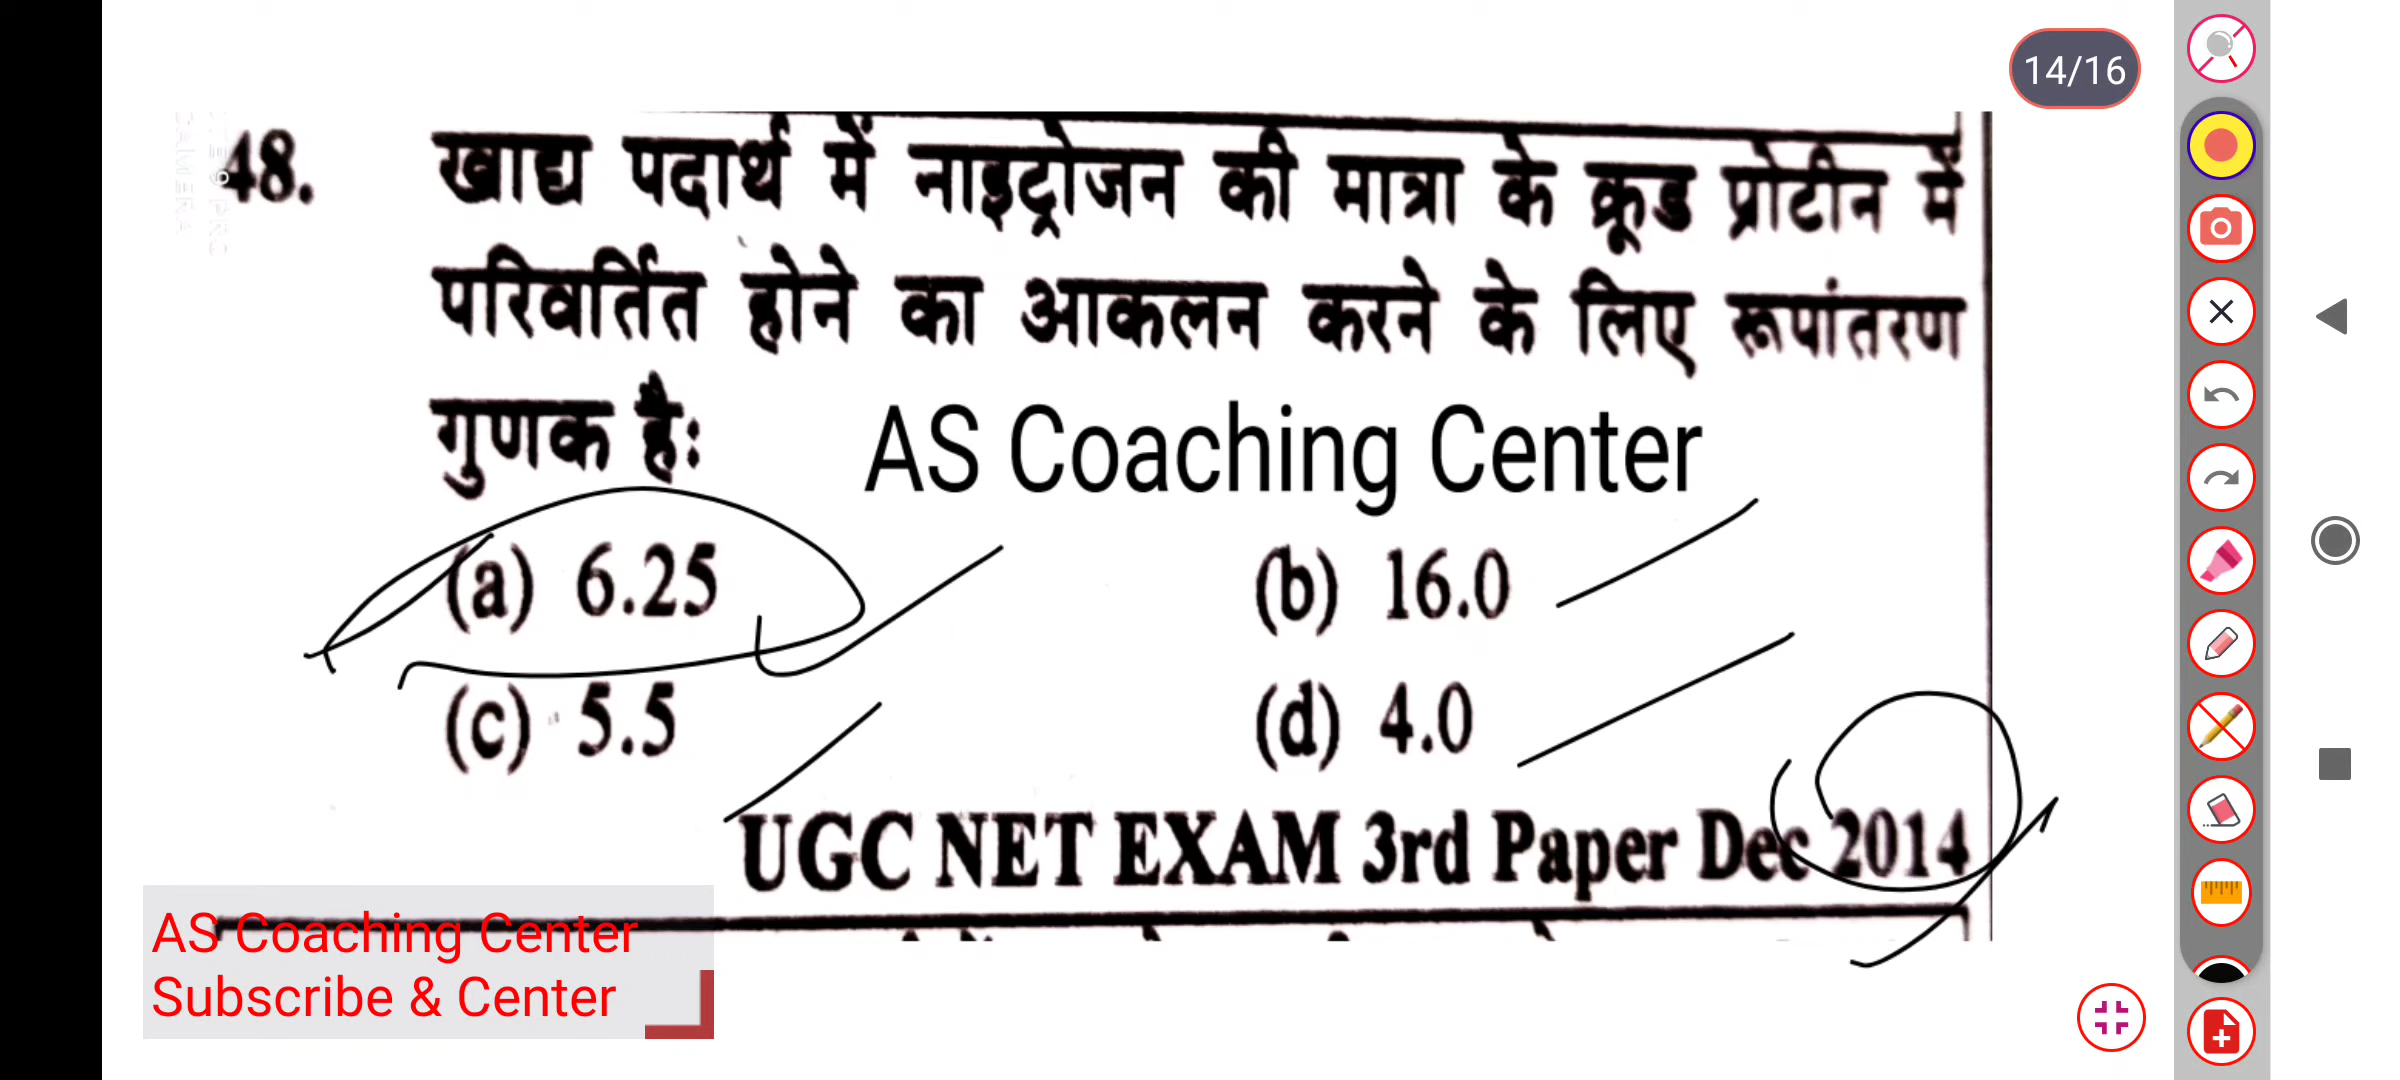 14/16
48. खाद्य पदार्थ में नाइट्रोजन की मात्रा के क्रूड प्रोटीन में
परिवर्तित होने का आकलन करने के लिए रूपांतरण
गुणक है:
AS Coaching Center
(a) 6.25 (b) 16.0
(c) 5.5 (d) 4.0
UGC NET EXAM 3rd Paper Dec 2014
AS Coaching Center
Subscribe & Center